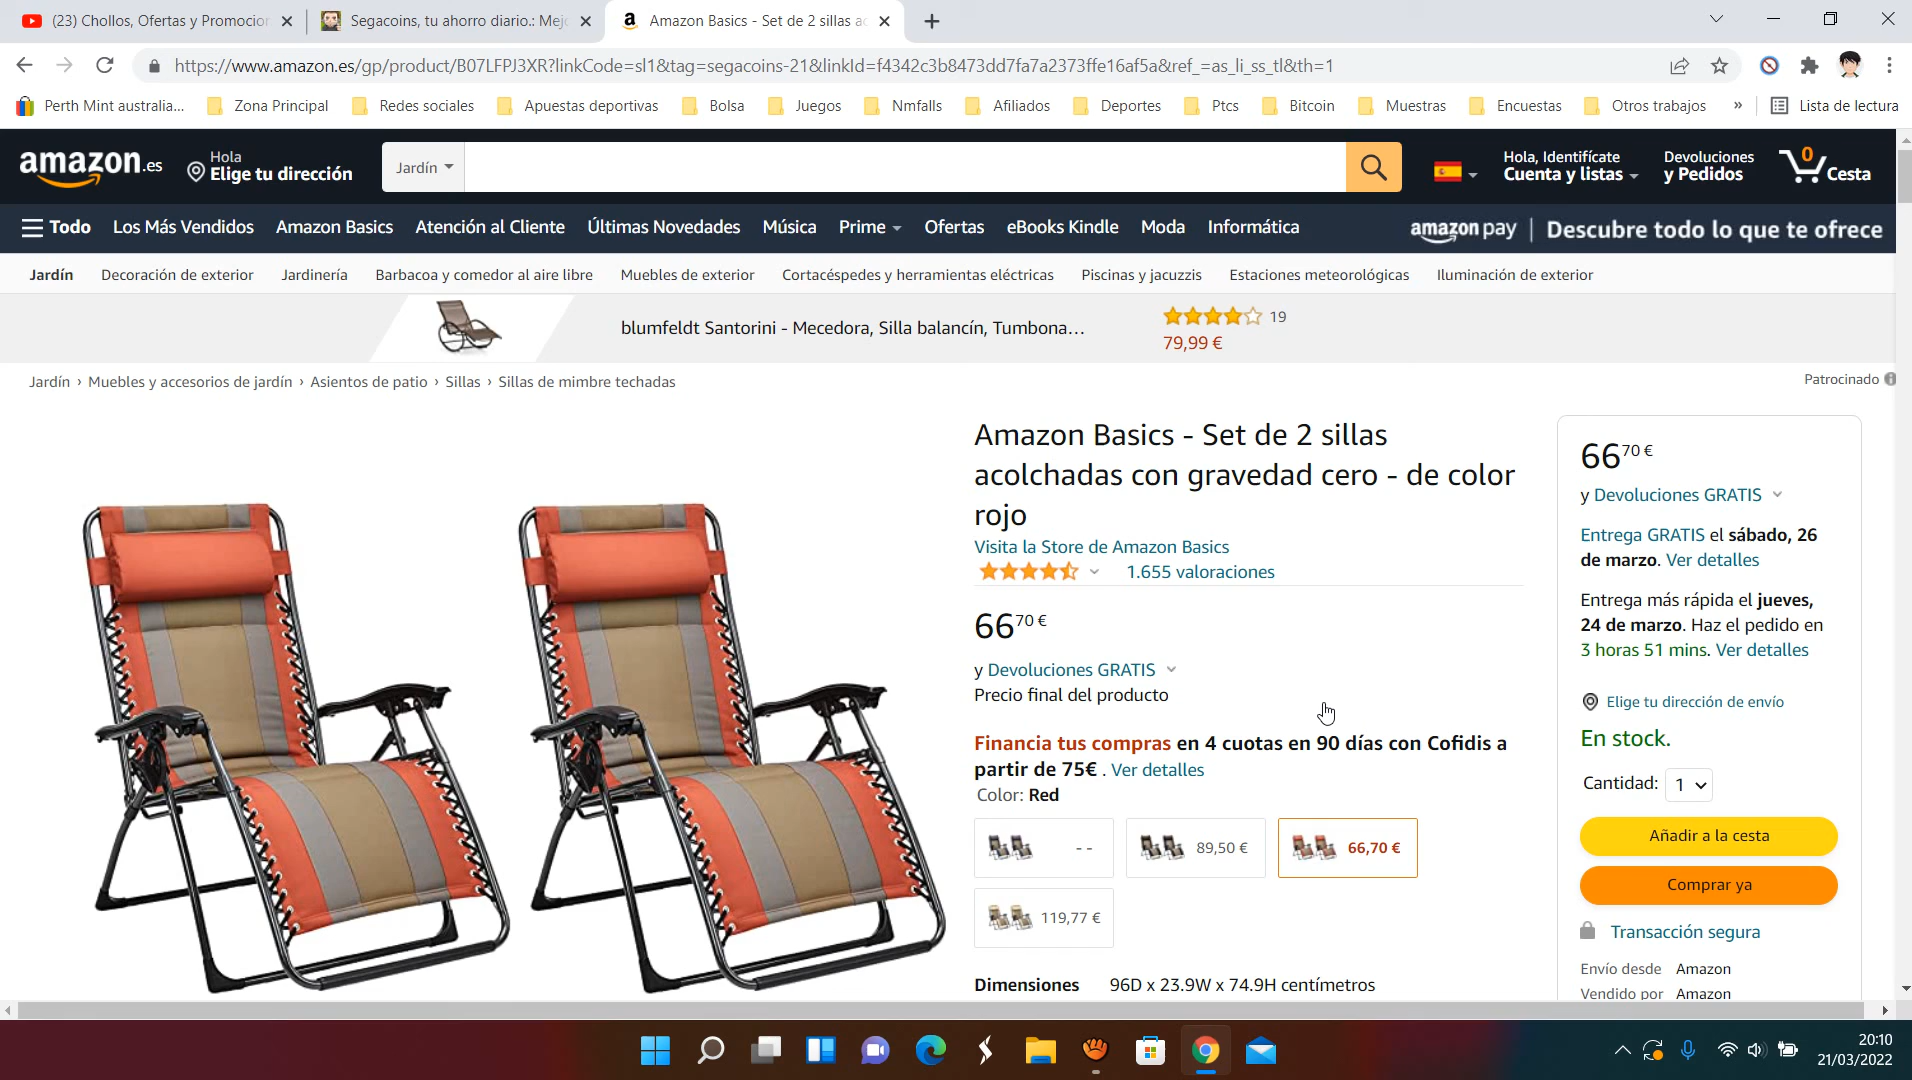 (23) Chollos, Ofertas y Promocion
Segacoins, tu ahorro diario.: Mejo
Amazon Basics - Set de 2 sillas ac
https://www.amazon.es/gp/product/B07LFPJ3XR?linkCode=sl1&tag=segacoins-21&linkId=f4342c3b8473dd7fa7a2373ffe16af5a&ref_=as_li_ss_tl&th=1
Perth Mint australia... Zona Principal Redes sociales Apuestas deportivas Bolsa Juegos Nmfalls Afiliados Deportes Ptcs Bitcoin Muestras Encuestas Otros trabajos » Lista de lectura
amazon.es
Hola
Elige tu dirección
Jardín
Hola, Identifícate
Cuenta y listas
Devoluciones
y Pedidos
0
Cesta
Todo Los Más Vendidos Amazon Basics Atención al Cliente Últimas Novedades Música Prime Ofertas eBooks Kindle Moda Informática
amazon pay | Descubre todo lo que te ofrece
Jardín Decoración de exterior Jardinería Barbacoa y comedor al aire libre Muebles de exterior Cortacéspedes y herramientas eléctricas Piscinas y jacuzzis Estaciones meteorológicas Iluminación de exterior
blumfeldt Santorini - Mecedora, Silla balancín, Tumbona...
19
79,99 €
Jardín › Muebles y accesorios de jardín › Asientos de patio › Sillas › Sillas de mimbre techadas
Patrocinado
Amazon Basics - Set de 2 sillas
acolchadas con gravedad cero - de color
rojo
Visita la Store de Amazon Basics
1.655 valoraciones
66 70 €
y Devoluciones GRATIS
Precio final del producto
Financia tus compras en 4 cuotas en 90 días con Cofidis a
partir de 75€ . Ver detalles
Color: Red
- -
89,50 €
66,70 €
119,77 €
Dimensiones 96D x 23.9W x 74.9H centímetros
66 70 €
y Devoluciones GRATIS
Entrega GRATIS el sábado, 26
de marzo. Ver detalles
Entrega más rápida el jueves,
24 de marzo. Haz el pedido en
3 horas 51 mins. Ver detalles
Elige tu dirección de envío
En stock.
Cantidad: 1
Añadir a la cesta
Comprar ya
Transacción segura
Envío desde Amazon
Vendido por Amazon
20:10
21/03/2022